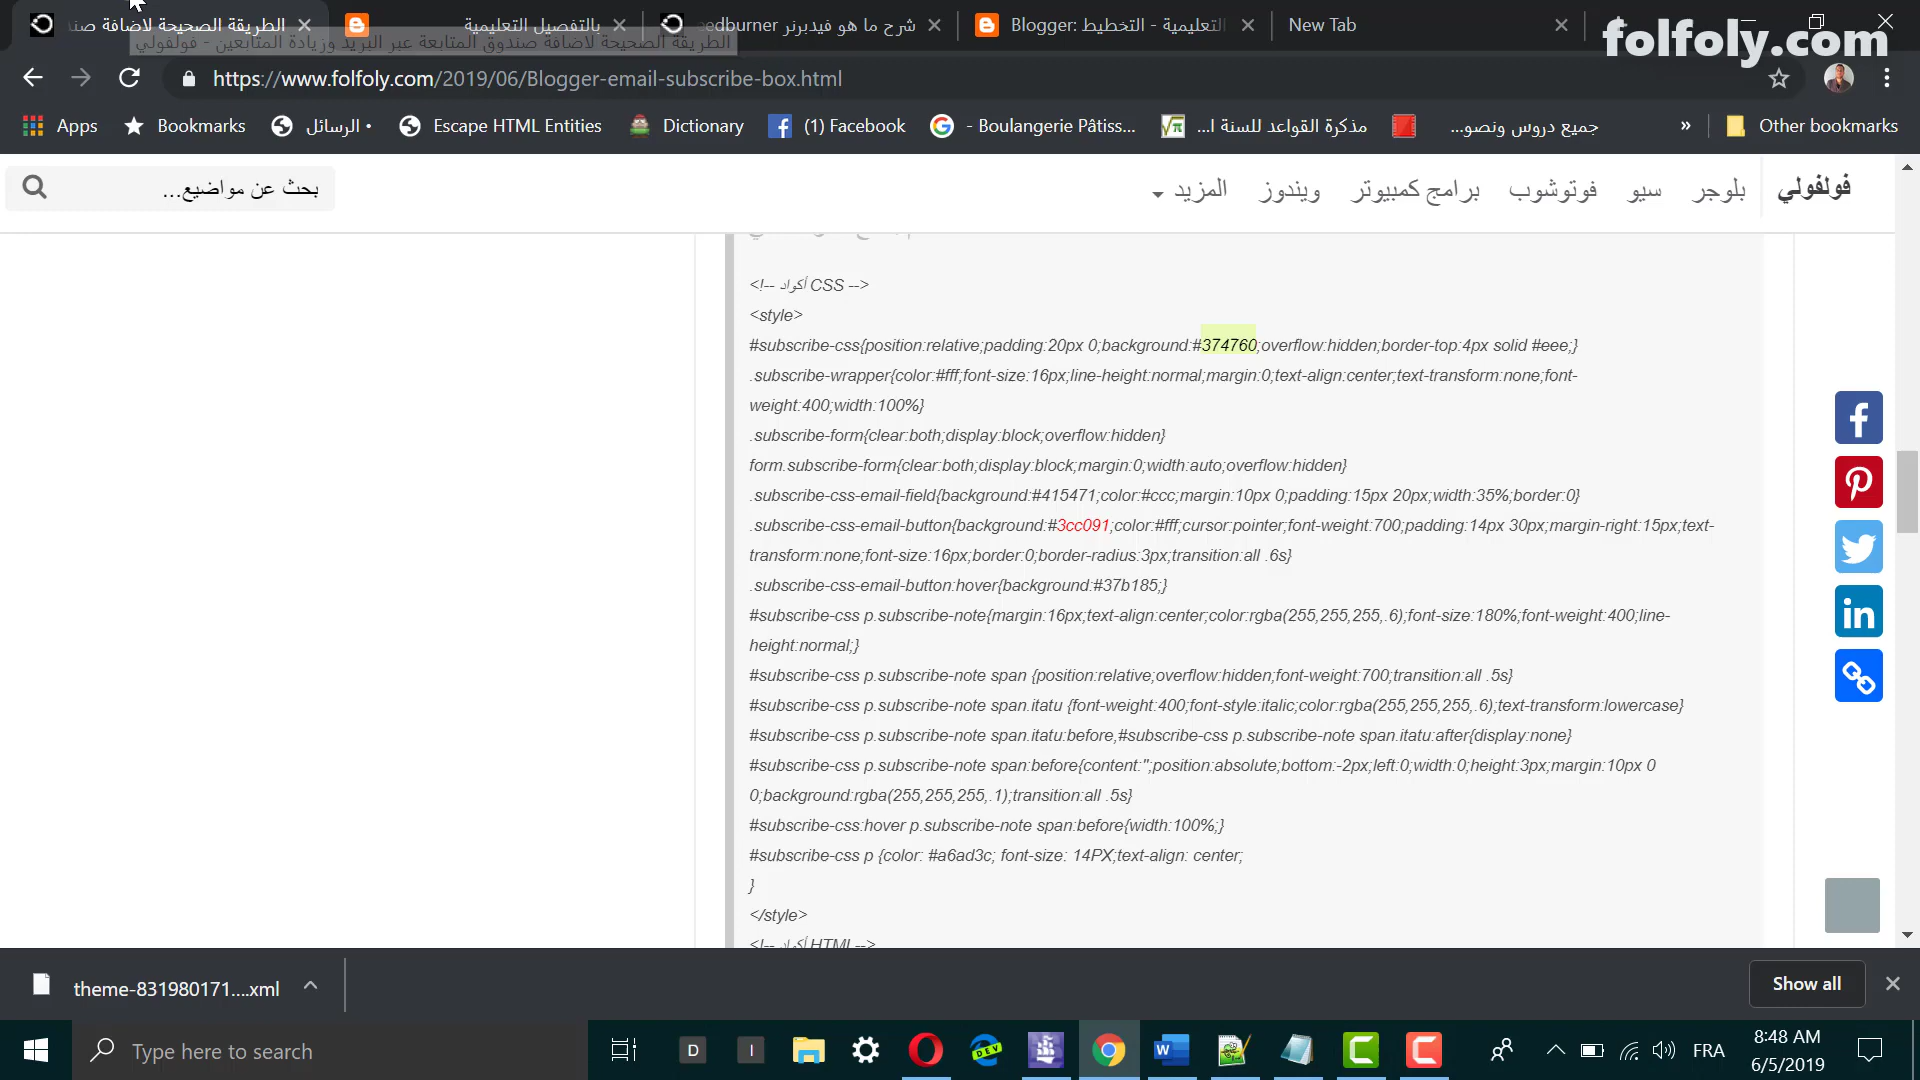 الطريقة الصحيحة لاضافة صند
بالتفصيل التعليمية
شرح ما هو فيدبرنر eedburner
Blogger: التعليمية - التخطيط
New Tab
folfoly.com
الطريقة الصحيحة لاضافة صندوق المتابعة عبر البريد وزيادة المتابعين - فولفولي
https://www.folfoly.com/2019/06/Blogger-email-subscribe-box.html
Apps
Bookmarks
الرسائل •
Escape HTML Entities
Dictionary
(1) Facebook
- Boulangerie Pâtiss...
مذكرة القواعد للسنة ا...
جميع دروس ونصو...
»
Other bookmarks
فولفولي
بلوجر
سيو
فوتوشوب
برامج كمبيوتر
ويندوز
المزيد
بحث عن مواضيع...
<!-- أكواد CSS -->
<style>
#subscribe-css{position:relative;padding:20px 0;background:#374760;overflow:hidden;border-top:4px solid #eee;}
.subscribe-wrapper{color:#fff;font-size:16px;line-height:normal;margin:0;text-align:center;text-transform:none;font-
weight:400;width:100%}
.subscribe-form{clear:both;display:block;overflow:hidden}
form.subscribe-form{clear:both;display:block;margin:0;width:auto;overflow:hidden}
.subscribe-css-email-field{background:#415471;color:#ccc;margin:10px 0;padding:15px 20px;width:35%;border:0}
.subscribe-css-email-button{background:#3cc091;color:#fff;cursor:pointer;font-weight:700;padding:14px 30px;margin-right:15px;text-
transform:none;font-size:16px;border:0;border-radius:3px;transition:all .6s}
.subscribe-css-email-button:hover{background:#37b185;}
#subscribe-css p.subscribe-note{margin:16px;text-align:center;color:rgba(255,255,255,.6);font-size:180%;font-weight:400;line-
height:normal;}
#subscribe-css p.subscribe-note span {position:relative;overflow:hidden;font-weight:700;transition:all .5s}
#subscribe-css p.subscribe-note span.itatu {font-weight:400;font-style:italic;color:rgba(255,255,255,.6);text-transform:lowercase}
#subscribe-css p.subscribe-note span.itatu:before,#subscribe-css p.subscribe-note span.itatu:after{display:none}
#subscribe-css p.subscribe-note span:before{content:'';position:absolute;bottom:-2px;left:0;width:0;height:3px;margin:10px 0
0;background:rgba(255,255,255,.1);transition:all .5s}
#subscribe-css:hover p.subscribe-note span:before{width:100%;}
#subscribe-css p {color: #a6ad3c; font-size: 14PX;text-align: center;
}
</style>
<!-- أكواد HTML -->
theme-831980171....xml
Show all
Type here to search
D
I
DEV
FRA
8:48 AM
6/5/2019